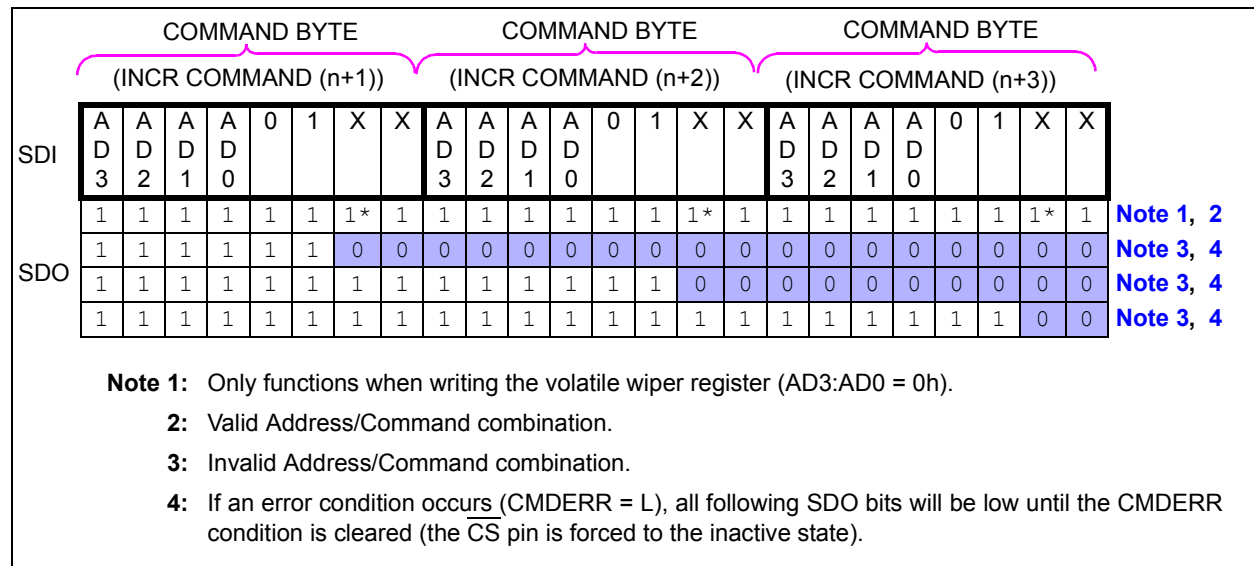 COMMAND BYTE COMMAND BYTE COMMAND BYTE
(INCR COMMAND (n+1)) (INCR COMMAND (n+2)) (INCR COMMAND (n+3))
SDI
A A A A 0 1 X X A A A A 0 1 X X A A A A 0 1 X X
D D D D D D D D D D D D
3 2 1 0 3 2 1 0 3 2 1 0
SDO
1 1 1 1 1 1 1* 1 1 1 1 1 1 1 1* 1 1 1 1 1 1 1 1* 1 Note 1, 2
1 1 1 1 1 1 0 0 0 0 0 0 0 0 0 0 0 0 0 0 0 0 0 0 Note 3, 4
1 1 1 1 1 1 1 1 1 1 1 1 1 1 0 0 0 0 0 0 0 0 0 0 Note 3, 4
1 1 1 1 1 1 1 1 1 1 1 1 1 1 1 1 1 1 1 1 1 1 0 0 Note 3, 4
Note 1: Only functions when writing the volatile wiper register (AD3:AD0 = 0h).
2: Valid Address/Command combination.
3: Invalid Address/Command combination.
4: If an error condition occurs (CMDERR = L), all following SDO bits will be low until the CMDERR
condition is cleared (the CS pin is forced to the inactive state).